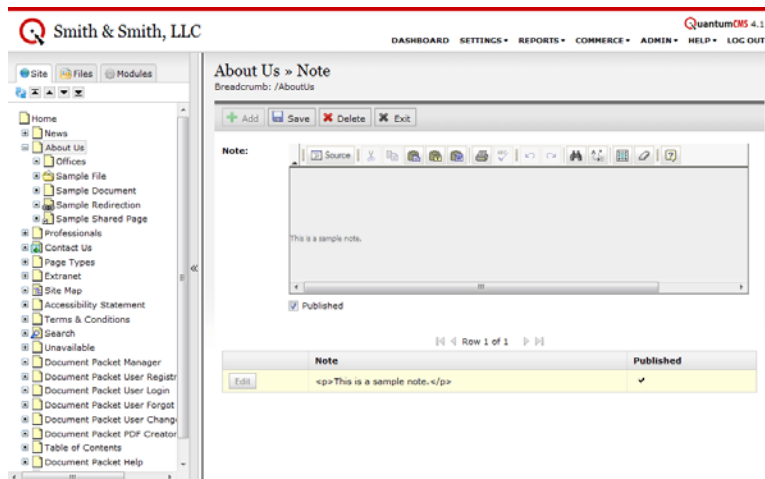 Smith & Smith, LLC
QuantumCMS 4.1
DASHBOARD SETTINGS REPORTS COMMERCE ADMIN HELP LOG OUT
Site Files Modules
Home
News
About Us
Offices
Sample File
Sample Document
Sample Redirection
Sample Shared Page
Professionals
Contact Us
Page Types
Extranet
Site Map
Accessibility Statement
Terms & Conditions
Search
Unavailable
Document Packet Manager
Document Packet User Registr
Document Packet User Login
Document Packet User Forgot
Document Packet User Chang
Document Packet PDF Creator
Table of Contents
Document Packet Help
«
About Us » Note
Breadcrumb: /AboutUs
Add Save Delete Exit
Note:
Source
This is a sample note.
Published
Row 1 of 1
Note Published
Edit <p>This is a sample note.</p>